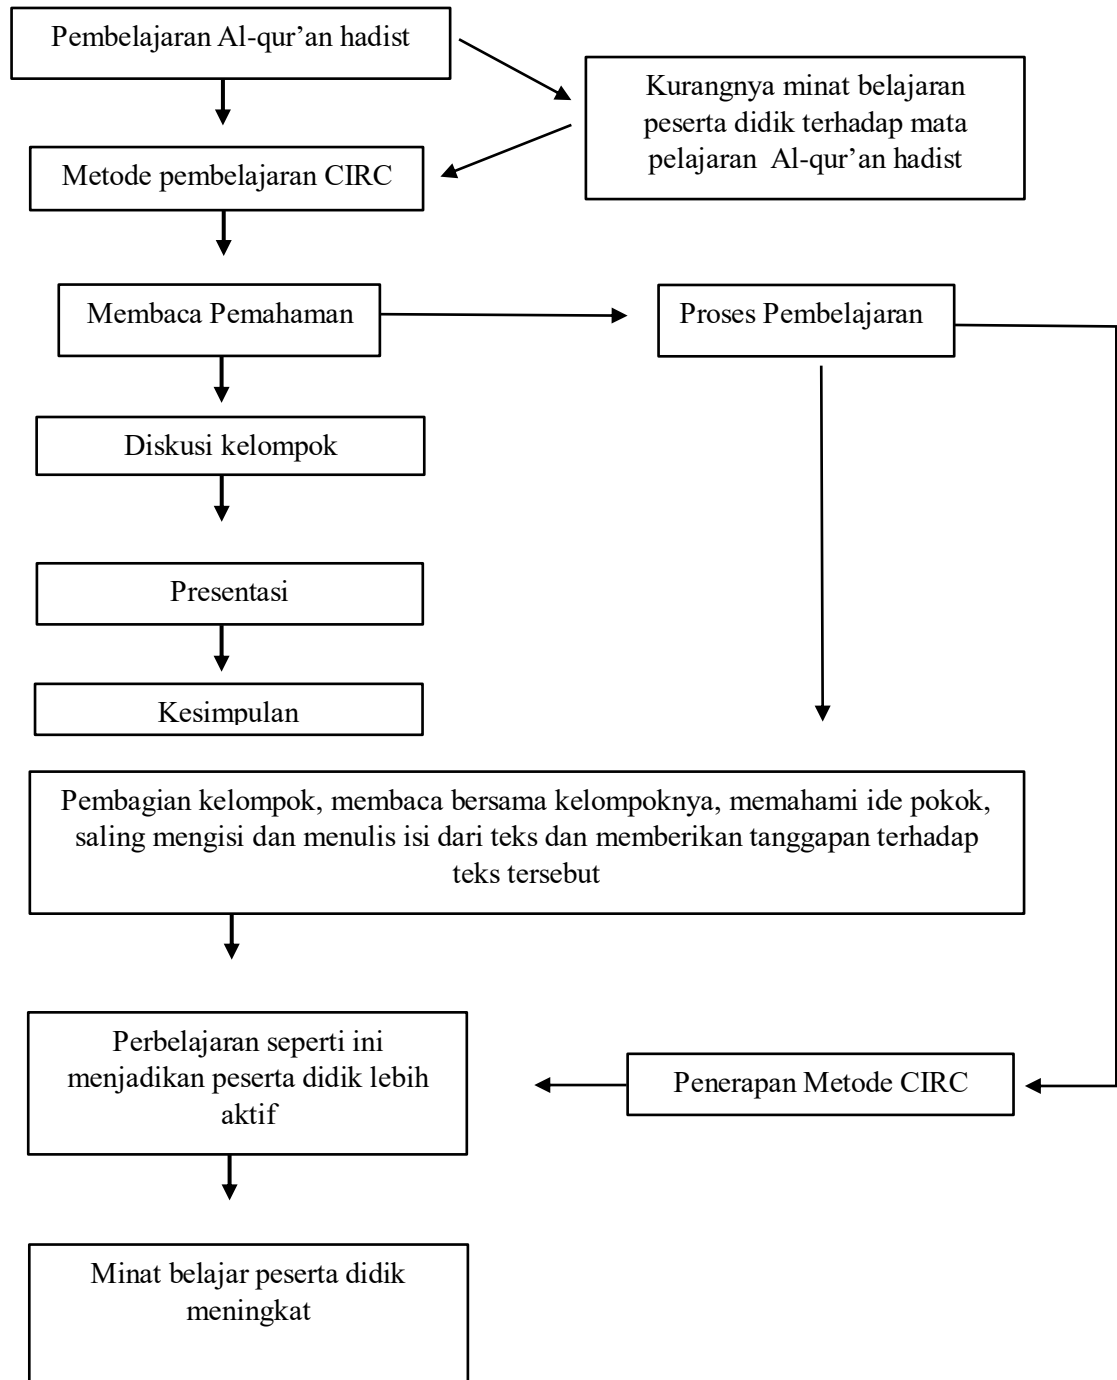 Pembelajaran Al-qur’an hadist
Kurangnya minat belajaran
peserta didik terhadap mata
pelajaran Al-qur’an hadist
Metode pembelajaran CIRC
Membaca Pemahaman
Proses Pembelajaran
Diskusi kelompok
Presentasi
Kesimpulan
Pembagian kelompok, membaca bersama kelompoknya, memahami ide pokok,
saling mengisi dan menulis isi dari teks dan memberikan tanggapan terhadap
teks tersebut
Perbelajaran seperti ini
menjadikan peserta didik lebih
aktif
Penerapan Metode CIRC
Minat belajar peserta didik
meningkat